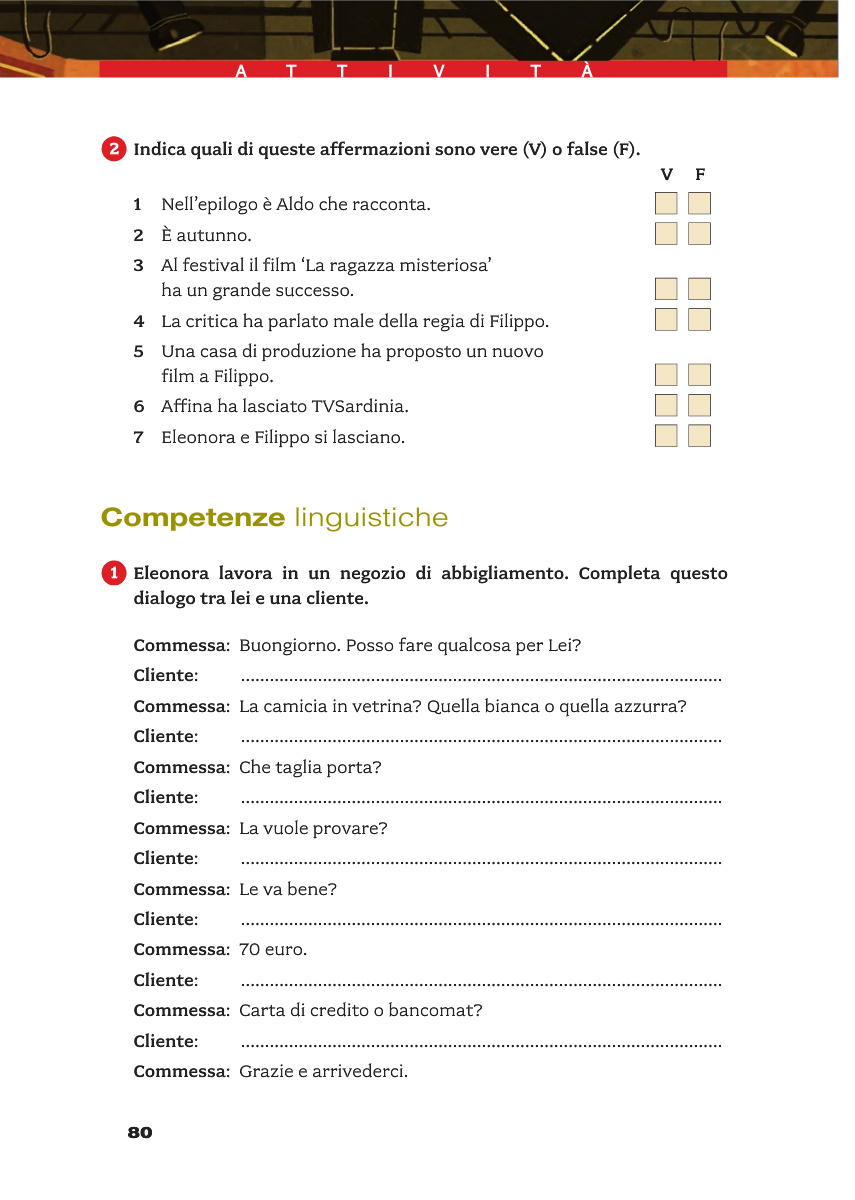 ATTIVITÀ
2 Indica quali di queste affermazioni sono vere (V) o false (F).
V F
1 Nell’epilogo è Aldo che racconta.
2 È autunno.
3 Al festival il film ‘La ragazza misteriosa’
ha un grande successo.
4 La critica ha parlato male della regia di Filippo.
5 Una casa di produzione ha proposto un nuovo
film a Filippo.
6 Affina ha lasciato TVSardinia.
7 Eleonora e Filippo si lasciano.
Competenze linguistiche
1 Eleonora lavora in un negozio di abbigliamento. Completa questo
dialogo tra lei e una cliente.
Commessa: Buongiorno. Posso fare qualcosa per Lei?
Cliente: ....................................................................................................
Commessa: La camicia in vetrina? Quella bianca o quella azzurra?
Cliente: ....................................................................................................
Commessa: Che taglia porta?
Cliente: ....................................................................................................
Commessa: La vuole provare?
Cliente: ....................................................................................................
Commessa: Le va bene?
Cliente: ....................................................................................................
Commessa: 70 euro.
Cliente: ....................................................................................................
Commessa: Carta di credito o bancomat?
Cliente: ....................................................................................................
Commessa: Grazie e arrivederci.
80